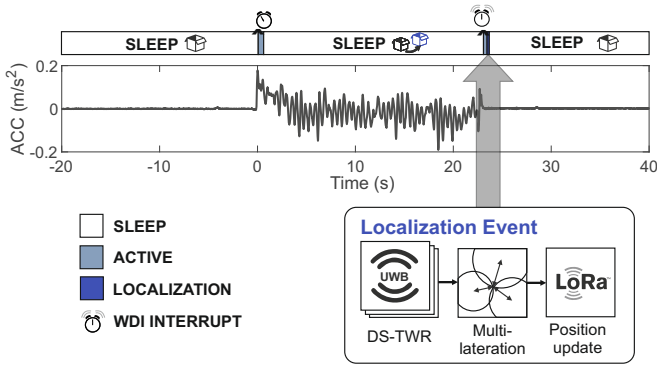 SLEEP SLEEP SLEEP
ACC (m/s²)
0.2
0
-0.2
-20 -10 0 10 20 30 40
Time (s)
SLEEP
ACTIVE
LOCALIZATION
WDI INTERRUPT
Localization Event
UWB
LoRa™
DS-TWR
Multi-
lateration
Position
update